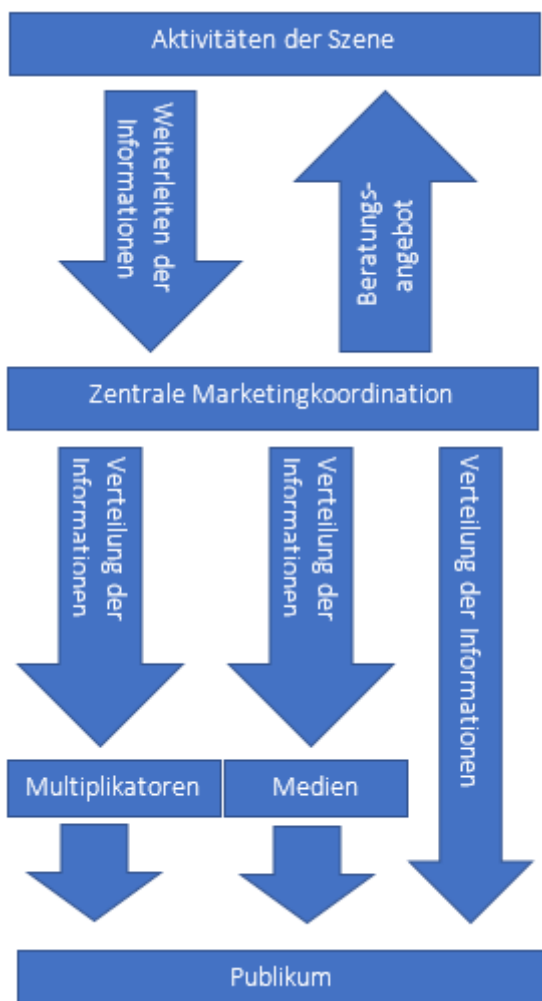 Aktivitäten der Szene
Weiterleiten der
Informationen
Beratungs-
angebot
Zentrale Marketingkoordination
Verteilung der
Informationen
Verteilung der
Informationen
Verteilung der Informationen
Multiplikatoren
Medien
Publikum